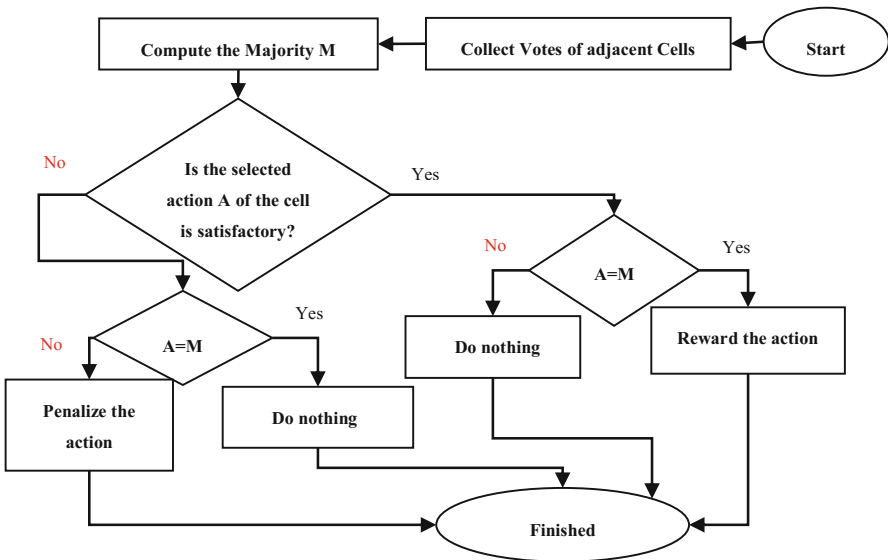 Start
Collect Votes of adjacent Cells
Compute the Majority M
Is the selected
action A of the cell
is satisfactory?
No
Yes
A=M
No
Yes
Do nothing
Reward the action
A=M
No
Yes
Penalize the
action
Do nothing
Finished